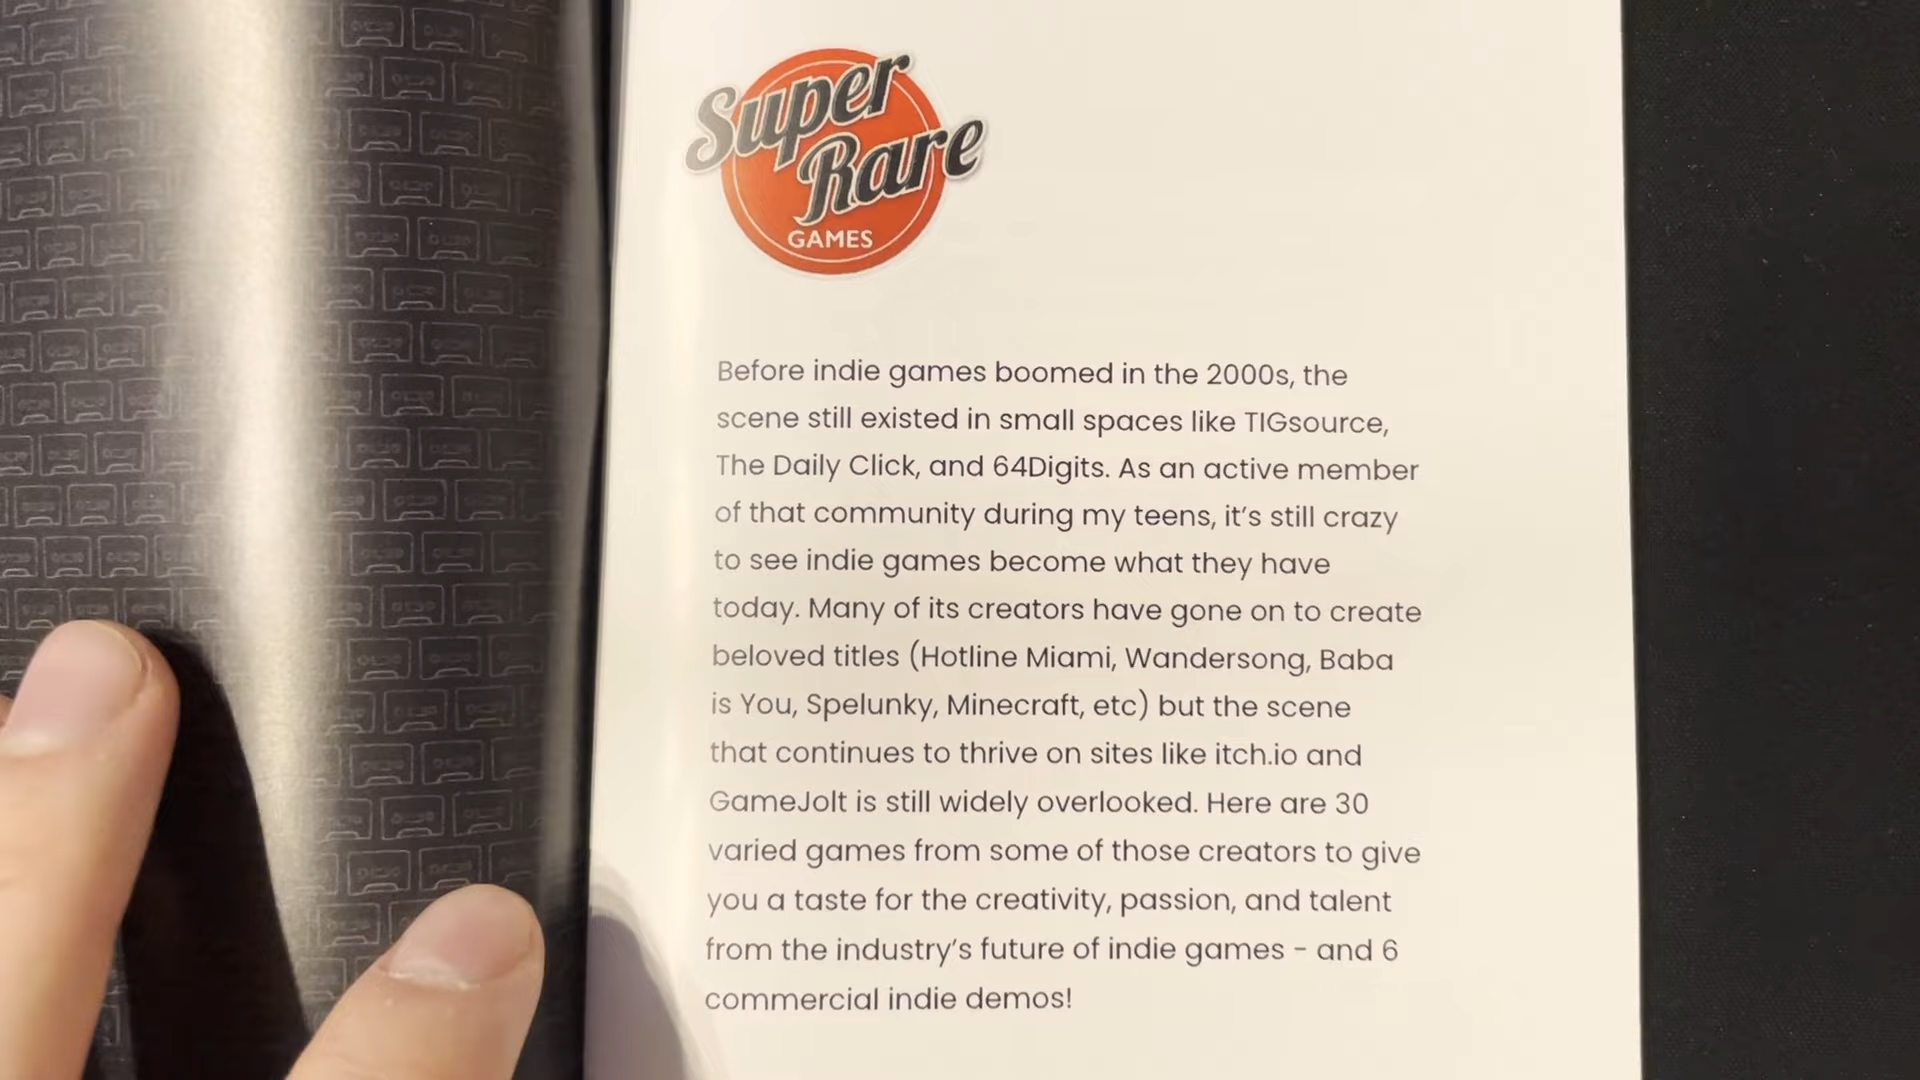 Super
Rare
GAMES
Before indie games boomed in the 2000s, the
scene still existed in small spaces like TIGsource,
The Daily Click, and 64Digits. As an active member
of that community during my teens, it's still crazy
to see indie games become what they have
today. Many of its creators have gone on to create
beloved titles (Hotline Miami, Wandersong, Baba
is You, Spelunky, Minecraft, etc) but the scene
that continues to thrive on sites like itch.io and
GameJolt is still widely overlooked. Here are 30
varied games from some of those creators to give
you a taste for the creativity, passion, and talent
from the industry's future of indie games - and 6
commercial indie demos!